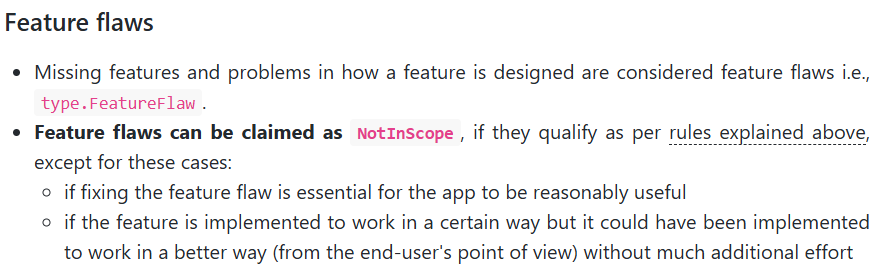 Feature flaws
• Missing features and problems in how a feature is designed are considered feature flaws i.e.,
type.FeatureFlaw .
• Feature flaws can be claimed as NotInScope , if they qualify as per rules explained above,
except for these cases:
◦ if fixing the feature flaw is essential for the app to be reasonably useful
◦ if the feature is implemented to work in a certain way but it could have been implemented
to work in a better way (from the end-user's point of view) without much additional effort